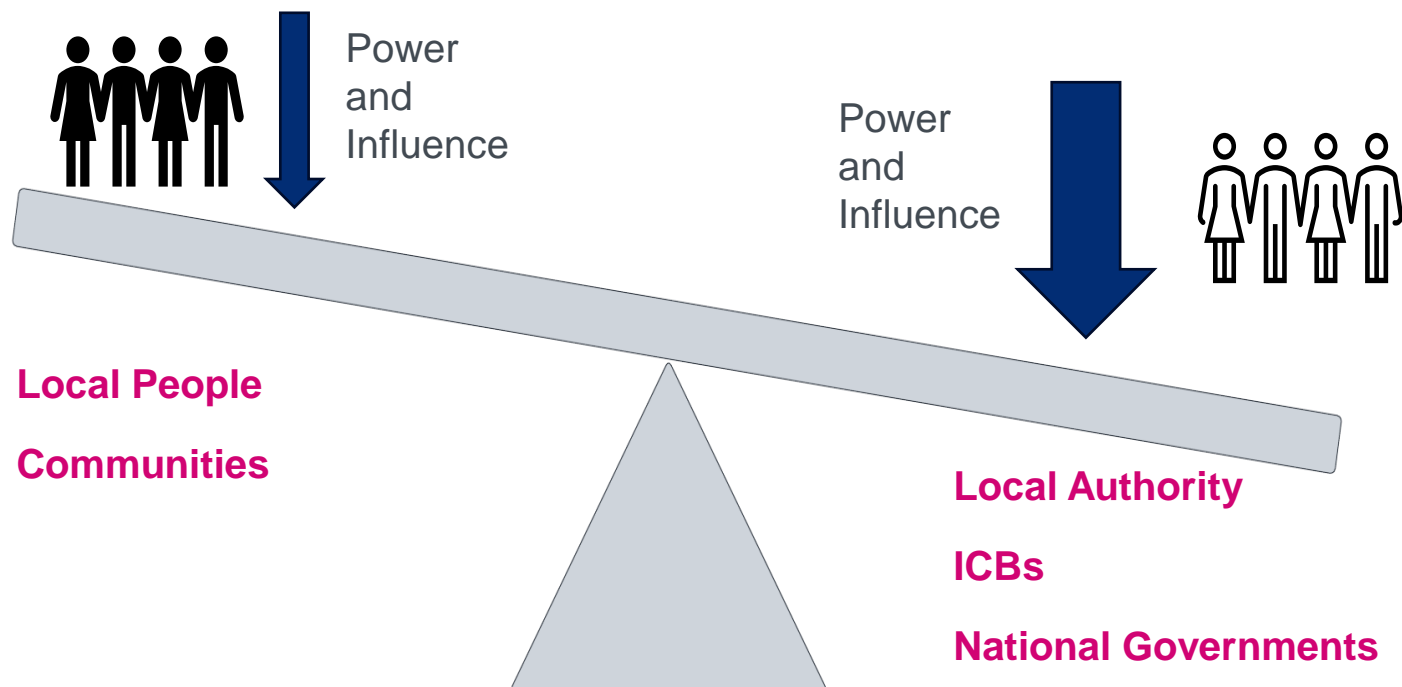 Power
and
Influence
Power
and
Influence
Local People
Communities
Local Authority
ICBs
National Governments